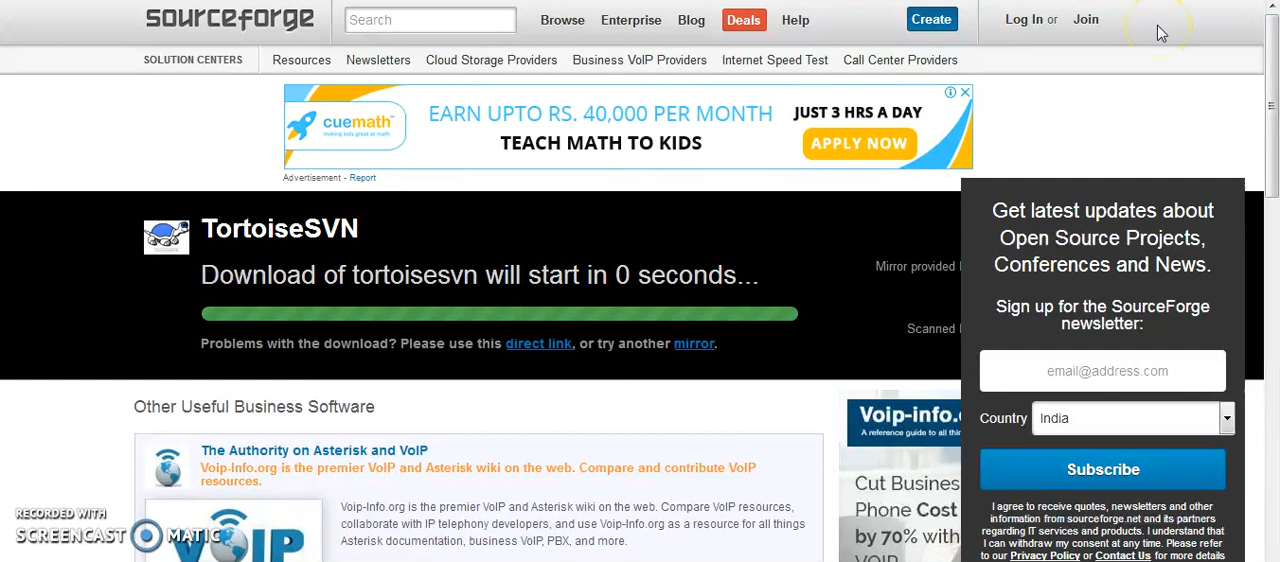 sourceforge
Search
Browse Enterprise Blog Deals Help
Create
Log In or Join
SOLUTION CENTERS Resources Newsletters Cloud Storage Providers Business VoIP Providers Internet Speed Test Call Center Providers
cuemath
making kids great at math
EARN UPTO RS. 40,000 PER MONTH
TEACH MATH TO KIDS
JUST 3 HRS A DAY
APPLY NOW
Advertisement - Report
TortoiseSVN
Download of tortoisesvn will start in 0 seconds...
Mirror provided
Scanned
Problems with the download? Please use this direct link, or try another mirror.
Get latest updates about
Open Source Projects,
Conferences and News.
Sign up for the SourceForge
newsletter:
email@address.com
Country India
Subscribe
I agree to receive quotes, newsletters and other
information from sourceforge.net and its partners
regarding IT services and products. I understand that
I can withdraw my consent at any time. Please refer
to our Privacy Policy or Contact Us for more details
Other Useful Business Software
The Authority on Asterisk and VoIP
Voip-Info.org is the premier VoIP and Asterisk wiki on the web. Compare and contribute VoIP
resources.
Voip-Info.org is the premier VoIP and Asterisk wiki on the web. Compare VoIP resources,
collaborate with IP telephony developers, and use Voip-Info.org as a resource for all things
Asterisk documentation, business VoIP, PBX, and more.
VOIP
Voip-info.
A reference guide to all
Cut Business
Phone Cost
by 70% with
RECORDED WITH
SCREENCAST MATIC